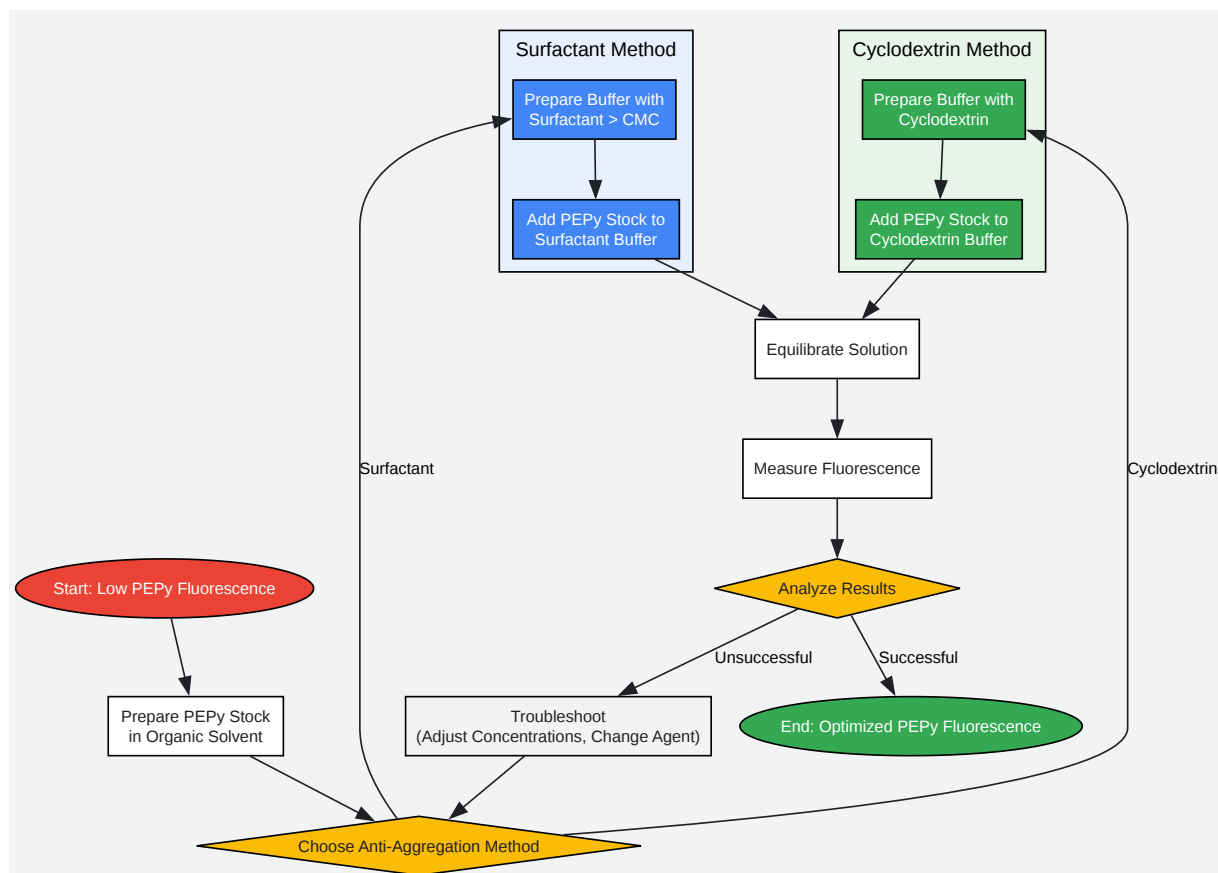 Surfactant Method
Cyclodextrin Method
Prepare Buffer with
Surfactant > CMC
Prepare Buffer with
Cyclodextrin
Add PEPy Stock to
Surfactant Buffer
Add PEPy Stock to
Cyclodextrin Buffer
Equilibrate Solution
Surfactant
Measure Fluorescence
Cyclodextrin
Start: Low PEPy Fluorescence
Analyze Results
Unsuccessful
Successful
Prepare PEPy Stock
in Organic Solvent
Troubleshoot
(Adjust Concentrations, Change Agent)
End: Optimized PEPy Fluorescence
Choose Anti-Aggregation Method